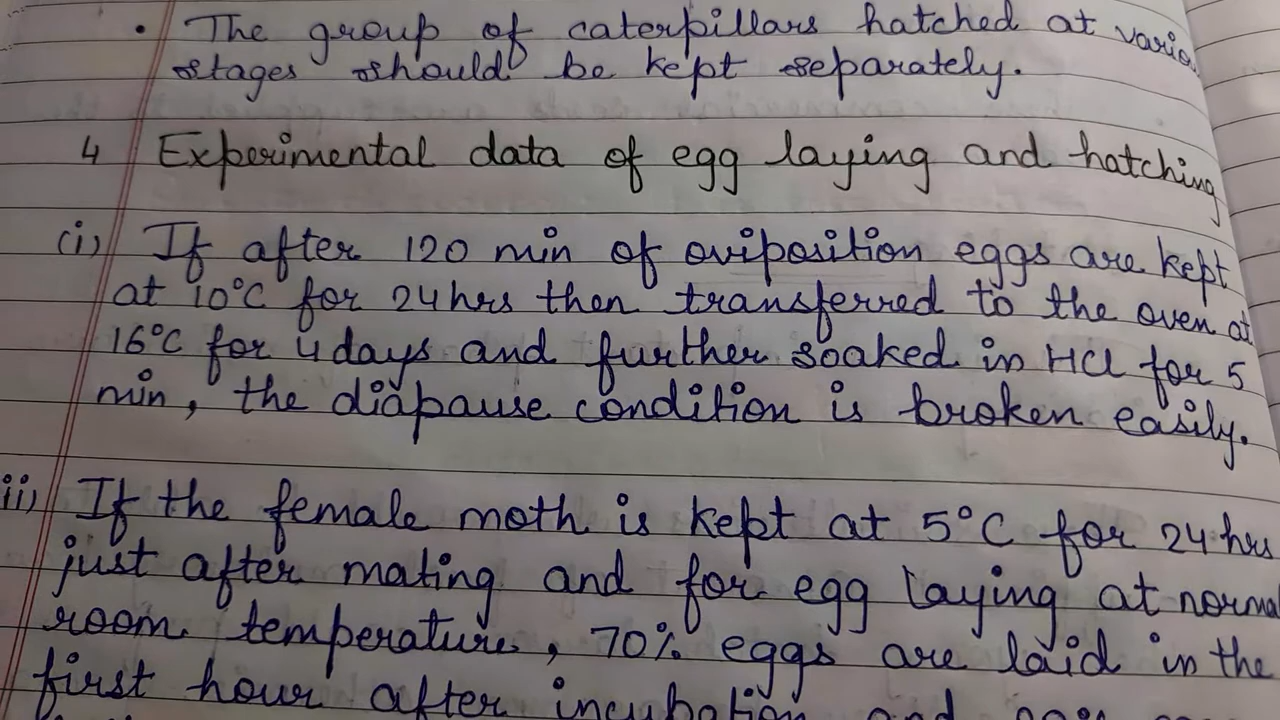 • The group of caterpillars hatched at
stages should be kept separately.
4 Experimental data of egg laying and hatching
(i) If after 120 min of oviposition eggs are kept
at 10°C for 24hrs then transferred to the oven at
16°C for 4 days and further soaked in HCl for 5
min, the diapause condition is broken easily.
ii) If the female moth is kept at 5°C for 24 hrs
just after mating and for egg laying at norma
room temperature, 70% eggs are laid in the
first hour after incubation and